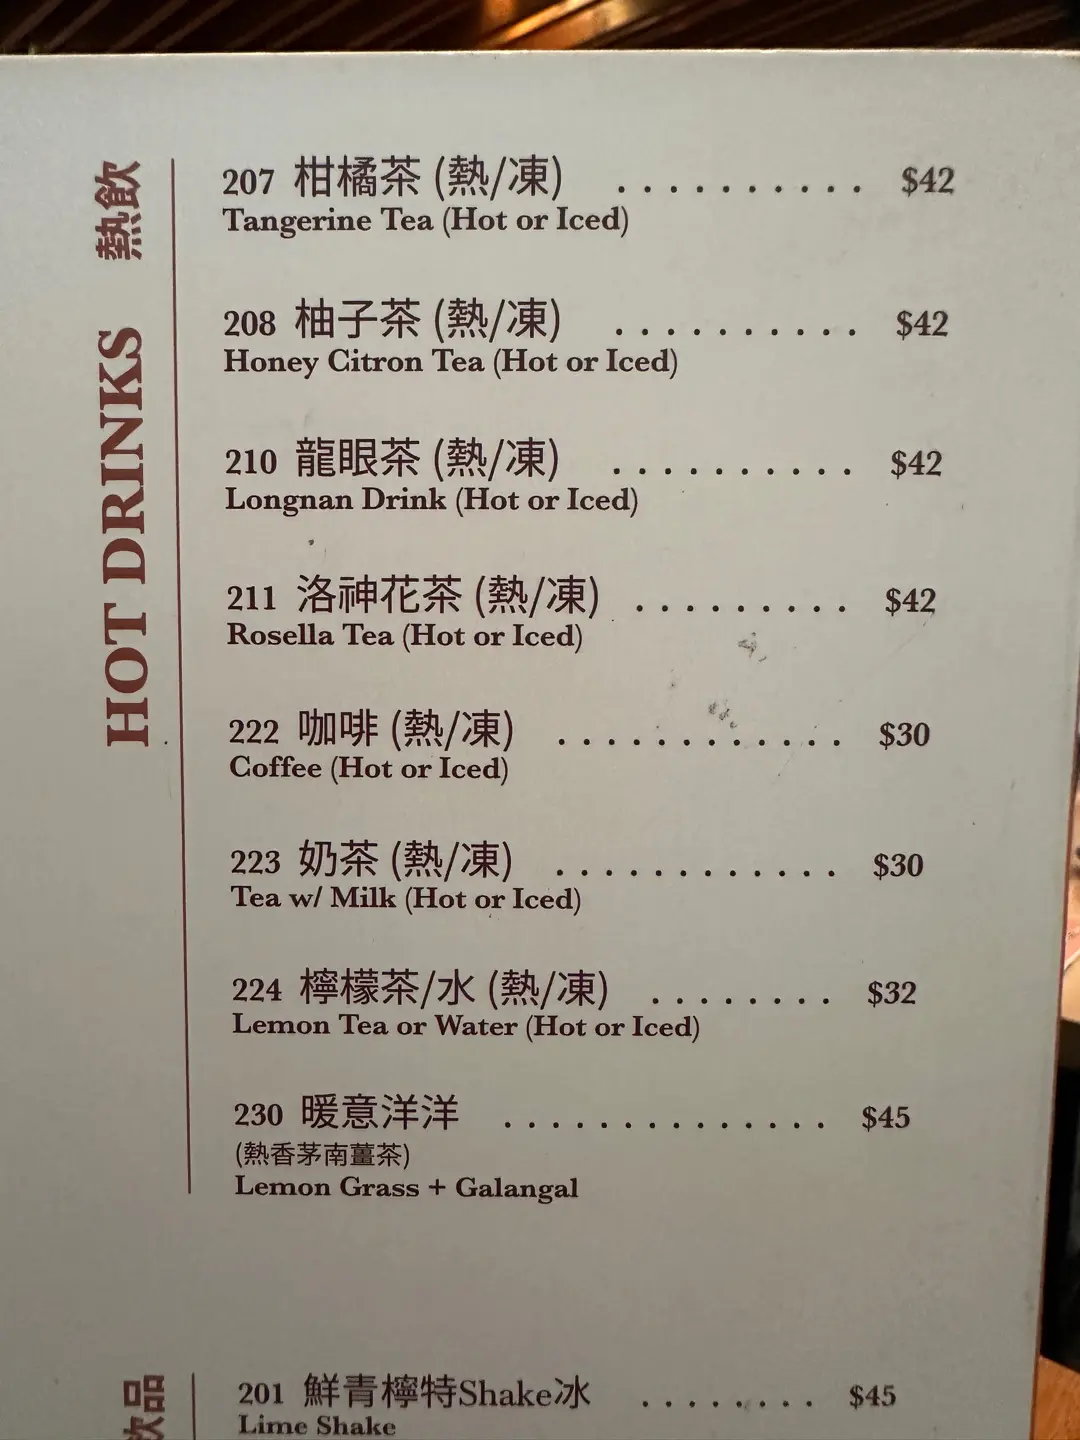 熱飲
HOT DRINKS
207 柑橘茶 (熱/凍) . . . . . . . . . . $42
Tangerine Tea (Hot or Iced)
208 柚子茶 (熱/凍) . . . . . . . . . . $42
Honey Citron Tea (Hot or Iced)
210 龍眼茶 (熱/凍) . . . . . . . . . . $42
Longnan Drink (Hot or Iced)
211 洛神花茶 (熱/凍) . . . . . . . . . $42
Rosella Tea (Hot or Iced)
222 咖啡 (熱/凍) . . . . . . . . . . . . $30
Coffee (Hot or Iced)
223 奶茶 (熱/凍) . . . . . . . . . . . . $30
Tea w/ Milk (Hot or Iced)
224 檸檬茶/水 (熱/凍) . . . . . . . . $32
Lemon Tea or Water (Hot or Iced)
230 暖意洋洋 . . . . . . . . . . . . . . $45
(熱香茅南薑茶)
Lemon Grass + Galangal
飲品
201 鮮青檸特Shake冰 . . . . . . . . $45
Lime Shake